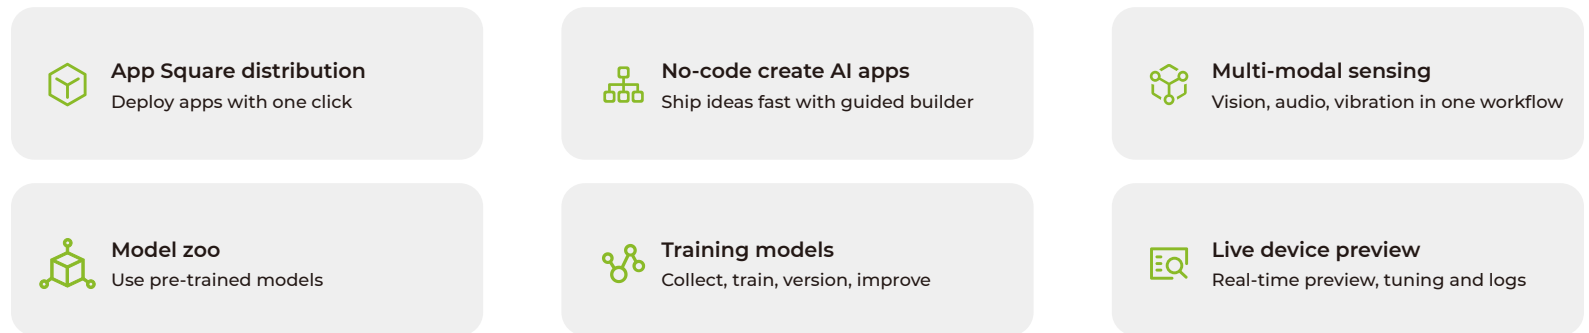 App Square distribution
Deploy apps with one click
No-code create AI apps
Ship ideas fast with guided builder
Multi-modal sensing
Vision, audio, vibration in one workflow
Model zoo
Use pre-trained models
Training models
Collect, train, version, improve
Live device preview
Real-time preview, tuning and logs